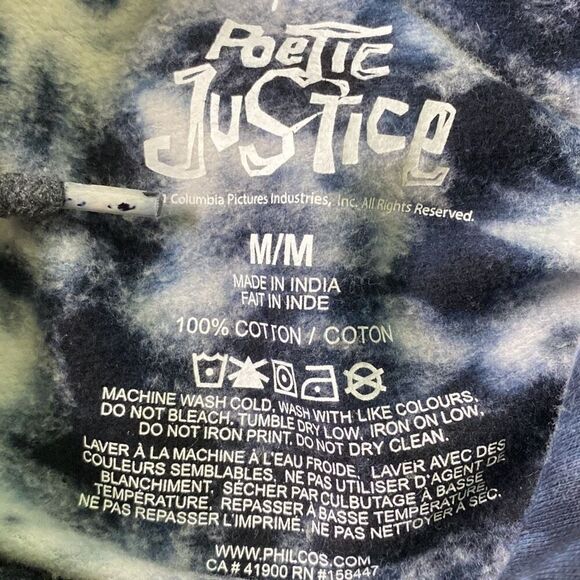 Poetic
Justice
Columbia Pictures Industries, Inc. All Rights Reserved.
M/M
MADE IN INDIA
FAIT IN INDE
100% COTTON / COTON
MACHINE WASH COLD, WASH WITH LIKE COLOURS,
DO NOT BLEACH. TUMBLE DRY LOW, IRON ON LOW,
DO NOT IRON PRINT. DO NOT DRY CLEAN.
LAVER À LA MACHINE À L'EAU FROIDE, LAVER AVEC DES
COULEURS SEMBLABLES, NE PAS UTILISER D'AGENT DE
BLANCHIMENT, SÉCHER PAR CULBUTAGE À BASSE
TEMPÉRATURE, REPASSER À BASSE TEMPÉRATURE,
NE PAS REPASSER L'IMPRIMÉ. NE PAS NETTOYER À SEC.
WWW.PHILCOS.COM
CA # 41900 RN #158447